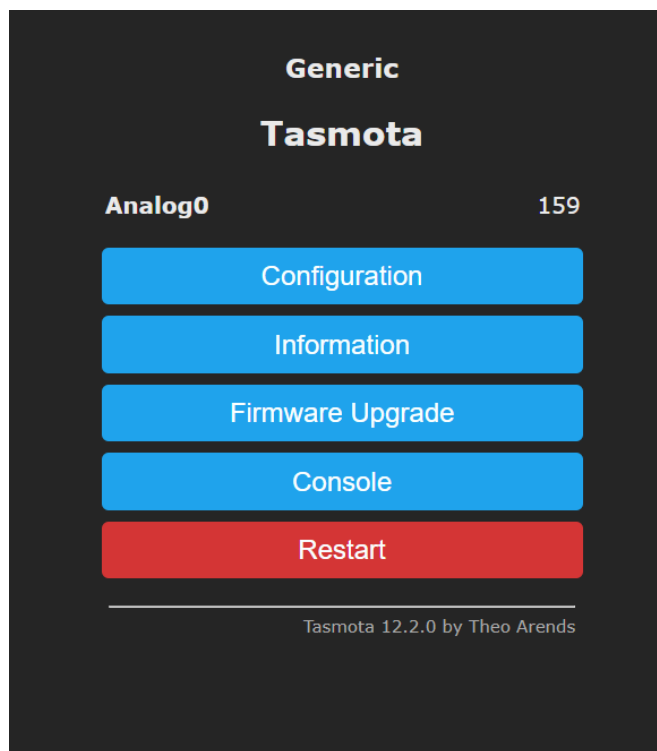 Generic
Tasmota
Analog0 159
Configuration
Information
Firmware Upgrade
Console
Restart
Tasmota 12.2.0 by Theo Arends